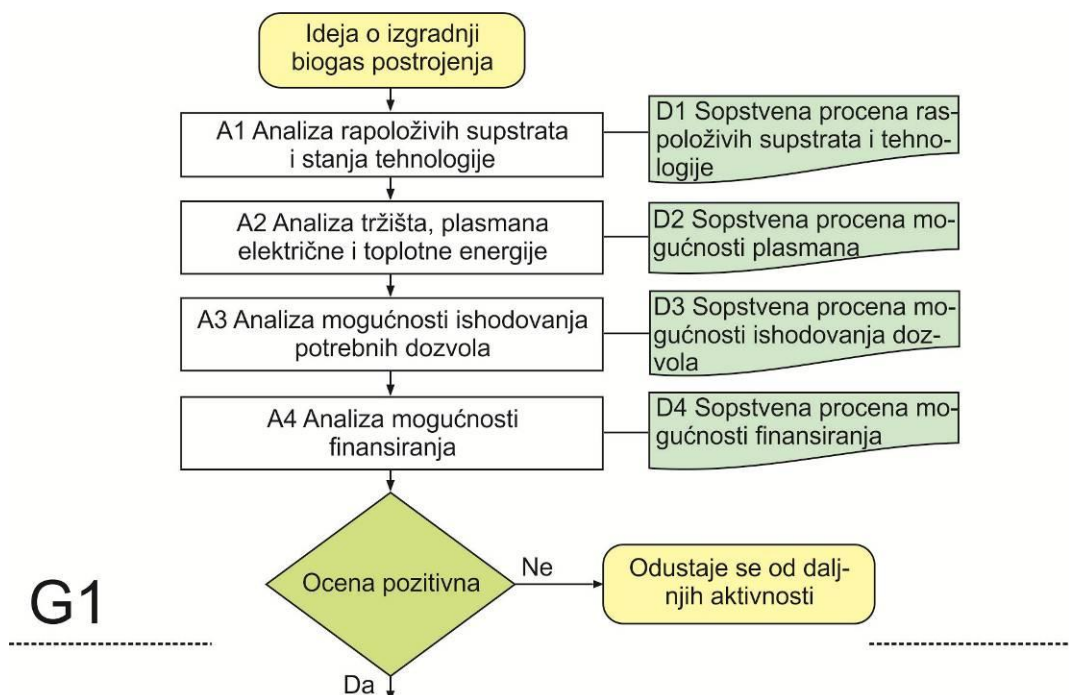 Ideja o izgradnji
biogas postrojenja
A1 Analiza rapoloživih supstrata
i stanja tehnologije
D1 Sopstvena procena ras-
položivih supstrata i tehno-
logije
A2 Analiza tržišta, plasmana
električne i toplotne energije
D2 Sopstvena procena mo-
gućnosti plasmana
A3 Analiza mogućnosti ishodovanja
potrebnih dozvola
D3 Sopstvena procena mo-
gućnosti ishodovanja doz-
vola
A4 Analiza mogućnosti
finansiranja
D4 Sopstvena procena mo-
gućnosti finansiranja
Ocena pozitivna
Ne
Odustaje se od dalj-
njih aktivnosti
G1
Da